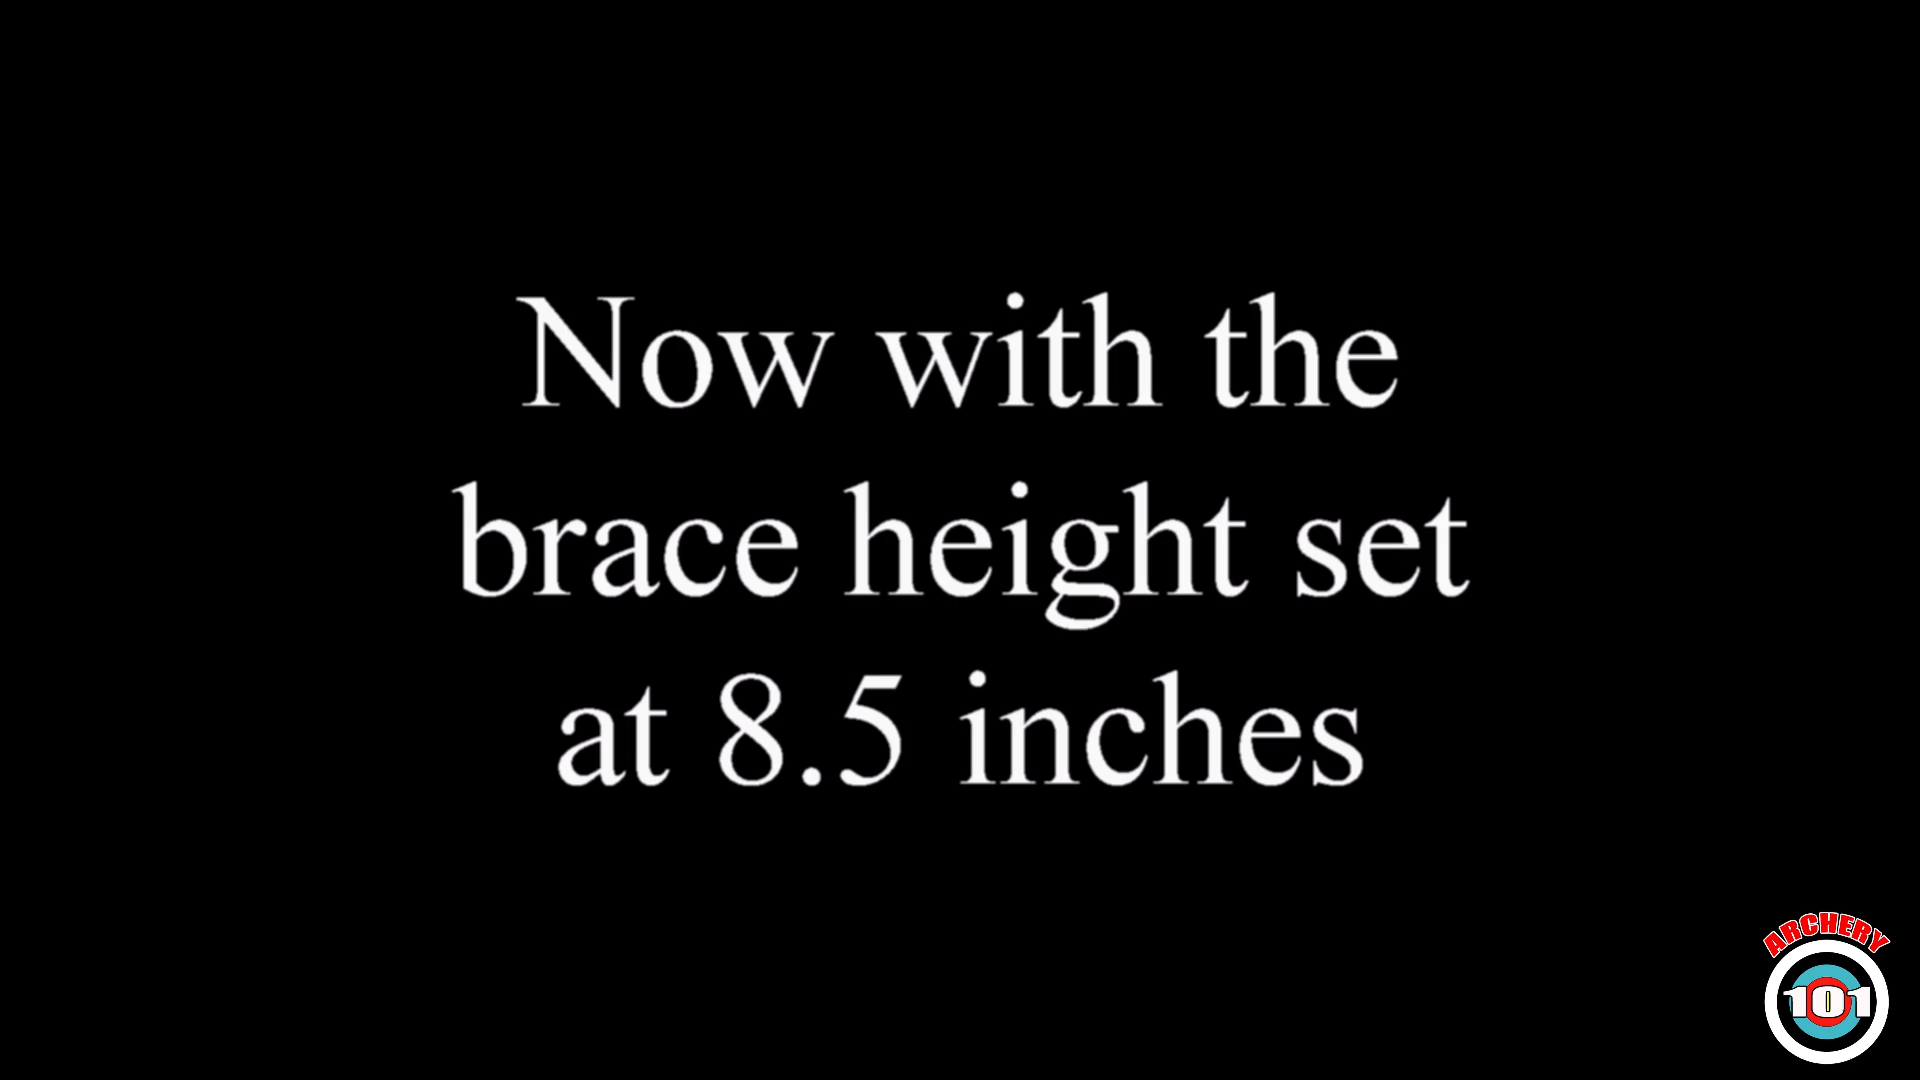 Now with the
brace height set
at 8.5 inches
ARCHERY
101